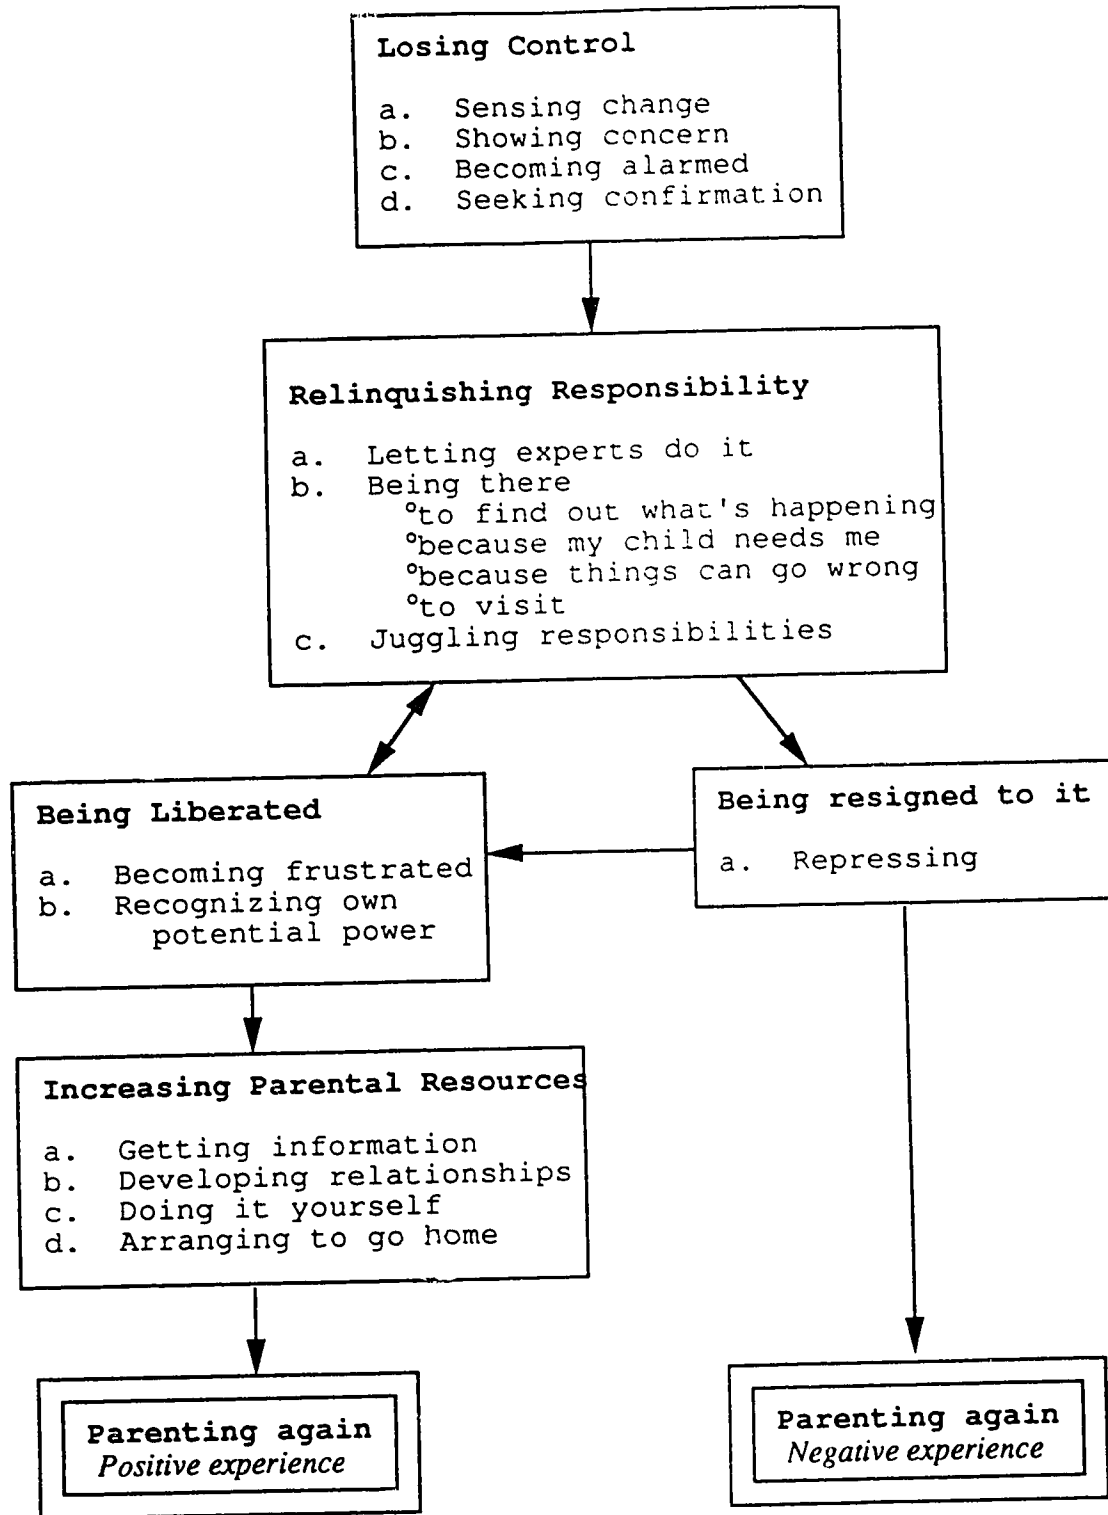 Losing Control
a. Sensing change
b. Showing concern
c. Becoming alarmed
d. Seeking confirmation
Relinquishing Responsibility
a. Letting experts do it
b. Being there
°to find out what's happening
°because my child needs me
°because things can go wrong
°to visit
c. Juggling responsibilities
Being Liberated
a. Becoming frustrated
b. Recognizing own
potential power
Being resigned to it
a. Repressing
Increasing Parental Resources
a. Getting information
b. Developing relationships
c. Doing it yourself
d. Arranging to go home
Parenting again
Positive experience
Parenting again
Negative experience